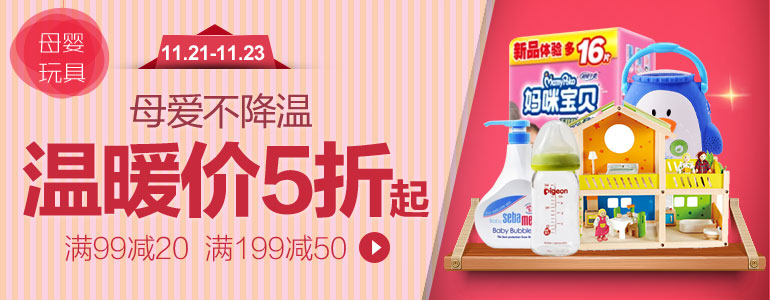 母婴
玩具
11.21-11.23
母爱不降温
温暖价5折起
满99减20 满199减50
新品体验 多16片
MamyPoko
妈咪宝贝
seba
Baby Bubble
pigeon